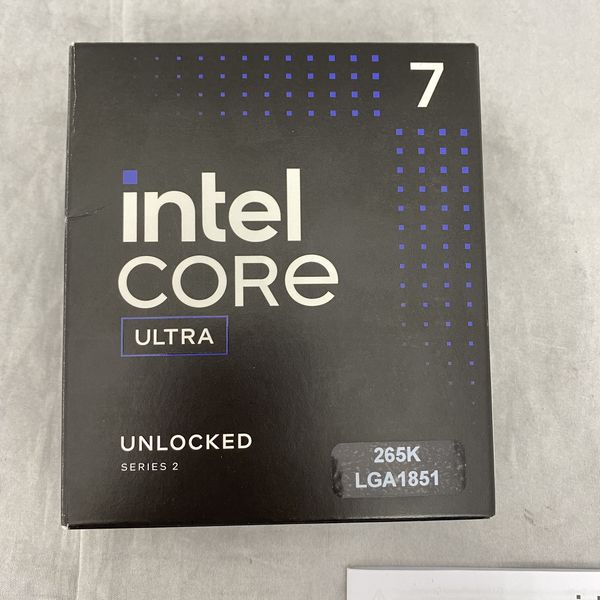 7
intel
CORE
ULTRA
UNLOCKED
SERIES 2
265K
LGA1851